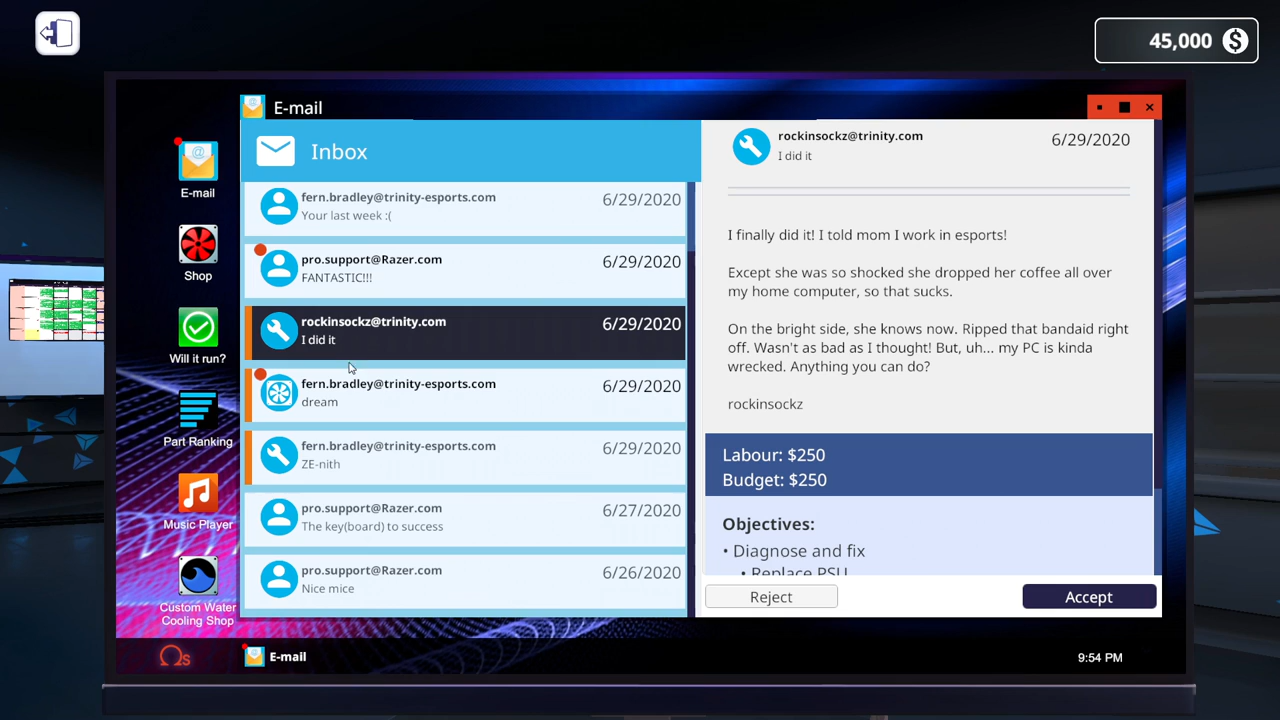 45,000
E-mail
Inbox
fern.bradley@trinity-esports.com 6/29/2020
Your last week :(
pro.support@Razer.com 6/29/2020
FANTASTIC!!!
rockinsockz@trinity.com 6/29/2020
I did it
fern.bradley@trinity-esports.com 6/29/2020
dream
fern.bradley@trinity-esports.com 6/29/2020
ZE-nith
pro.support@Razer.com 6/27/2020
The key(board) to success
pro.support@Razer.com 6/26/2020
Nice mice
rockinsockz@trinity.com 6/29/2020
I did it
I finally did it! I told mom I work in esports!
Except she was so shocked she dropped her coffee all over
my home computer, so that sucks.
On the bright side, she knows now. Ripped that bandaid right
off. Wasn't as bad as I thought! But, uh... my PC is kinda
wrecked. Anything you can do?
rockinsockz
Labour: $250
Budget: $250
Objectives:
• Diagnose and fix
• Replace PSU
Reject
Accept
E-mail
Shop
Will it run?
Part Ranking
Music Player
Custom Water
Cooling Shop
Ωs
E-mail
9:54 PM